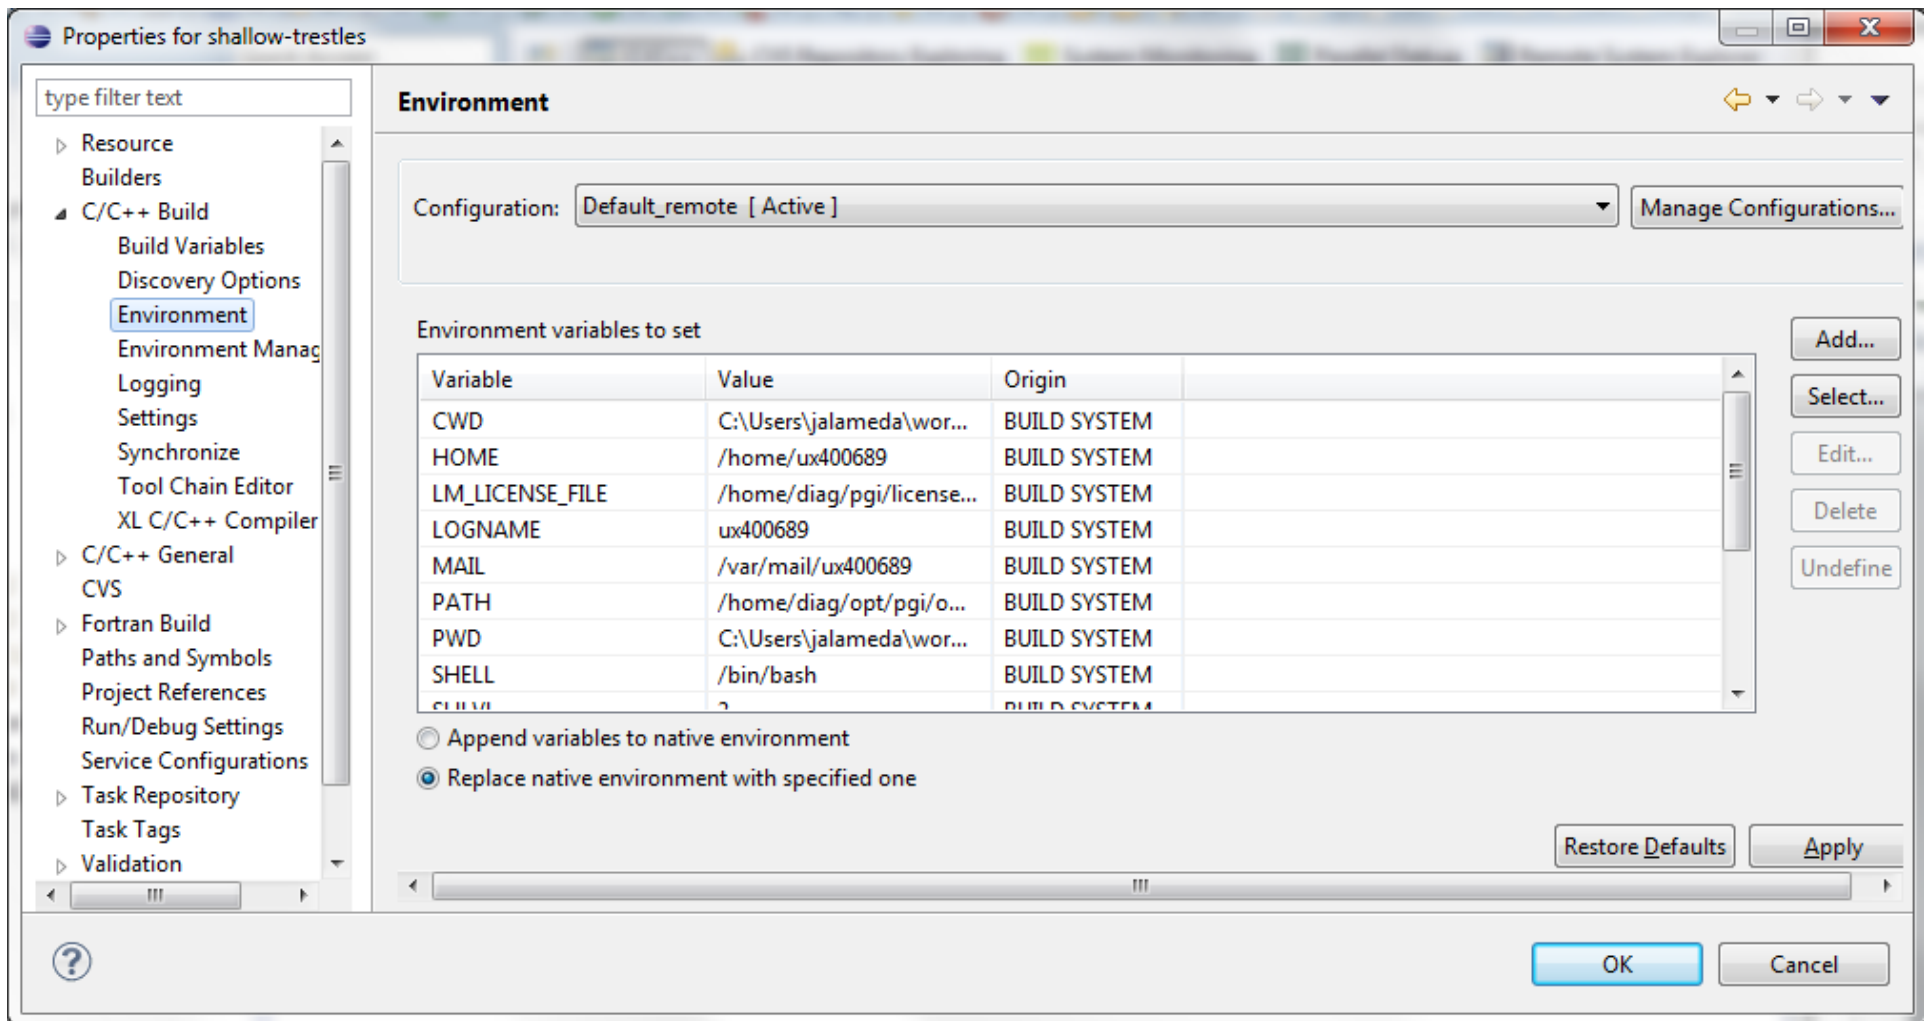 Properties for shallow-trestles
type filter text
Resource
Builders
C/C++ Build
Build Variables
Discovery Options
Environment
Environment Manag
Logging
Settings
Synchronize
Tool Chain Editor
XL C/C++ Compiler
C/C++ General
CVS
Fortran Build
Paths and Symbols
Project References
Run/Debug Settings
Service Configurations
Task Repository
Task Tags
Validation
Environment
Configuration: Default_remote [ Active ] Manage Configurations...
Environment variables to set
Variable Value Origin
CWD C:\Users\jalameda\wor... BUILD SYSTEM
HOME /home/ux400689 BUILD SYSTEM
LM_LICENSE_FILE /home/diag/pgi/license... BUILD SYSTEM
LOGNAME ux400689 BUILD SYSTEM
MAIL /var/mail/ux400689 BUILD SYSTEM
PATH /home/diag/opt/pgi/o... BUILD SYSTEM
PWD C:\Users\jalameda\wor... BUILD SYSTEM
SHELL /bin/bash BUILD SYSTEM
Add...
Select...
Edit...
Delete
Undefine
Append variables to native environment
Replace native environment with specified one
Restore Defaults Apply
OK Cancel